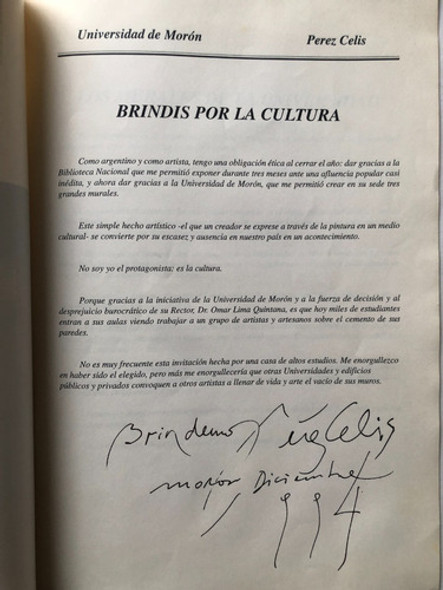 Universidad de Morón Perez Celis
BRINDIS POR LA CULTURA
Como argentino y como artista, tengo una obligación ética al cerrar el año: dar gracias a la
Biblioteca Nacional que me permitió exponer durante tres meses ante una afluencia popular casi
inédita, y ahora dar gracias a la Universidad de Morón, que me permitió crear en su sede tres
grandes murales.
Este simple hecho artístico -el que un creador se exprese a través de la pintura en un medio
cultural- se convierte por su escasez y ausencia en nuestro país en un acontecimiento.
No soy yo el protagonista: es la cultura.
Porque gracias a la iniciativa de la Universidad de Morón y a la fuerza de decisión y al
desprejuicio burocrático de su Rector, Dr. Omar Lima Quintana, es que hoy miles de estudiantes
entran a sus aulas viendo trabajar a un grupo de artistas y artesanos sobre el cemento de sus
paredes.
No es muy frecuente esta invitación hecha por una casa de altos estudios. Me enorgullezco
en haber sido el elegido, pero más me enorgullecería que otras Universidades y edificios
públicos y privados convoquen a otros artistas a llenar de vida y arte el vacío de sus muros.
Brindemos Pérez Celis
Morón Diciembre
1994